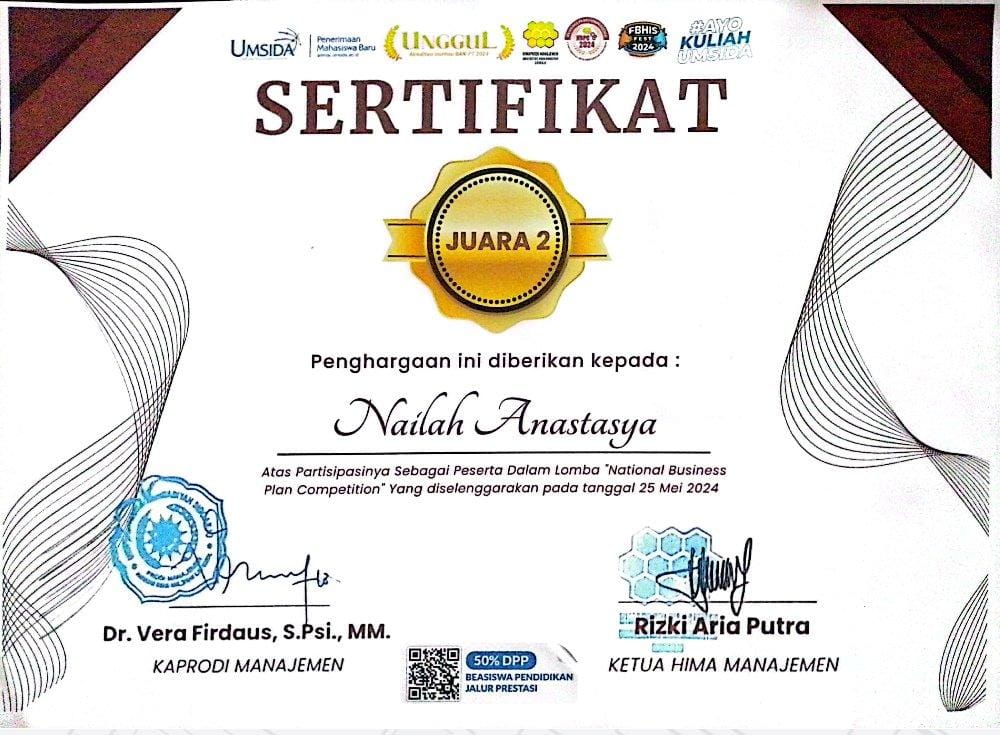 UMSIDA
Penerimaan
Mahasiswa Baru
UNGGUL
FBHIS
FEST
2024
#AYO
KULIAH
UMSIDA
SERTIFIKAT
JUARA 2
Penghargaan ini diberikan kepada :
Nailah Anastasya
Atas Partisipasinya Sebagai Peserta Dalam Lomba "National Business
Plan Competition" Yang diselenggarakan pada tanggal 25 Mei 2024
Dr. Vera Firdaus, S.Psi., MM.
KAPRODI MANAJEMEN
Rizki Aria Putra
KETUA HIMA MANAJEMEN
50% DPP
BEASISWA PENDIDIKAN
JALUR PRESTASI